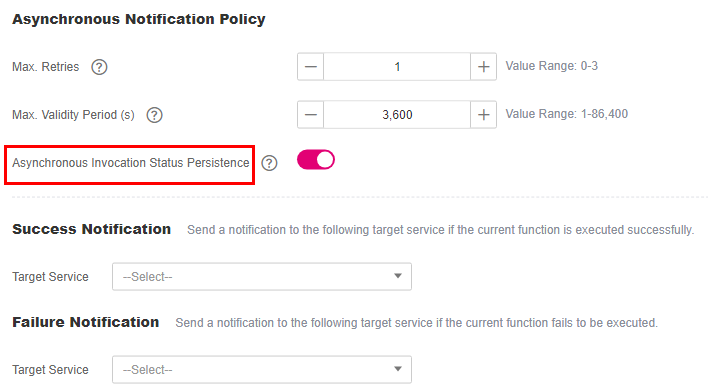 Asynchronous Notification Policy
Max. Retries ? — 1 + Value Range: 0-3
Max. Validity Period (s) ? — 3,600 + Value Range: 1-86,400
Asynchronous Invocation Status Persistence ?
Success Notification Send a notification to the following target service if the current function is executed successfully.
Target Service --Select--
Failure Notification Send a notification to the following target service if the current function fails to be executed.
Target Service --Select--